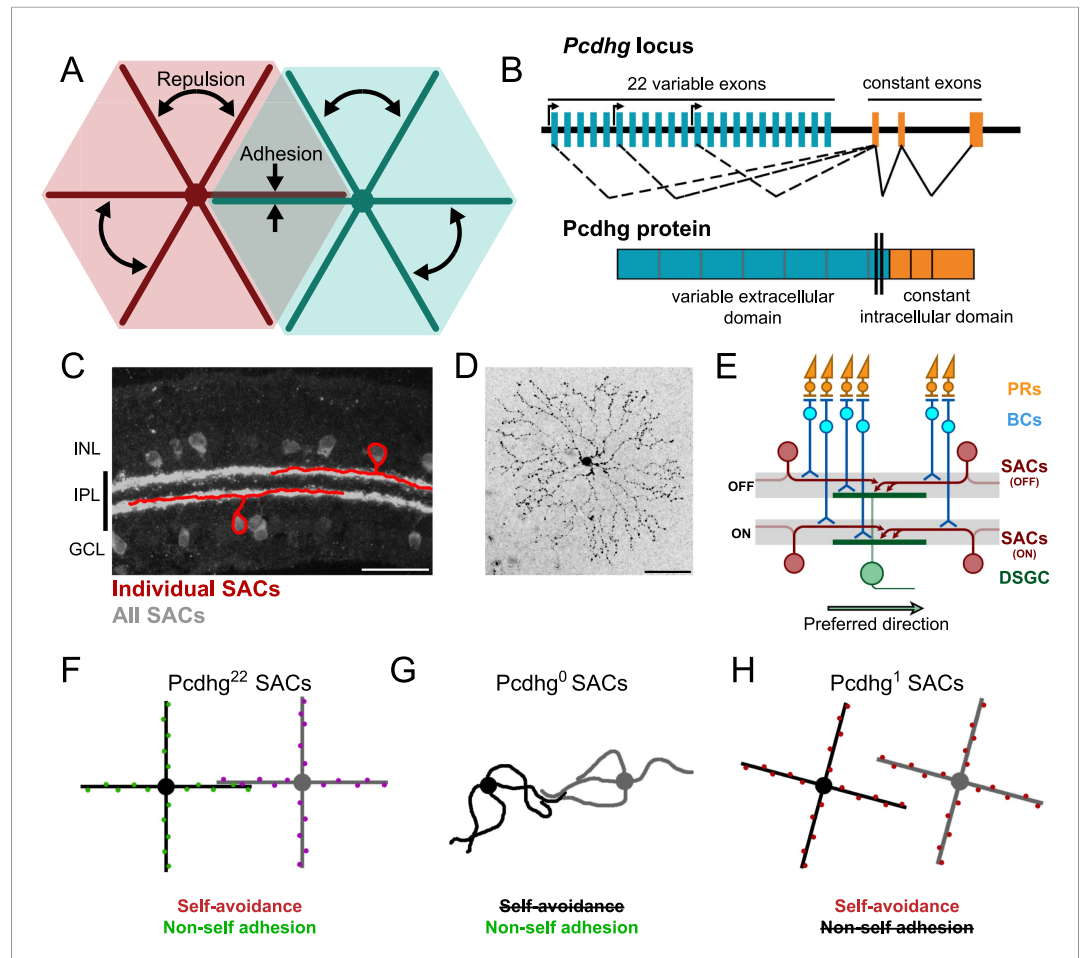 A
Repulsion
Adhesion
B
Pcdhg locus
22 variable exons
constant exons
Pcdhg protein
variable extracellular
domain
constant
intracellular domain
C
INL
IPL
GCL
Individual SACs
All SACs
D
E
PRs
BCs
SACs
(OFF)
OFF
ON
SACs
(ON)
DSGC
Preferred direction
F
Pcdhg22 SACs
Self-avoidance
Non-self adhesion
G
Pcdhg0 SACs
Self-avoidance
Non-self adhesion
H
Pcdhg1 SACs
Self-avoidance
Non-self adhesion